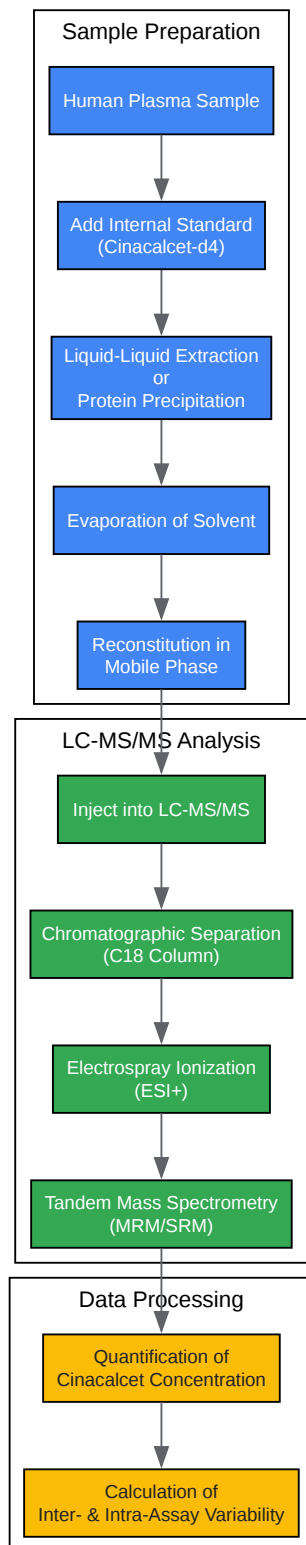 Sample Preparation
Human Plasma Sample
Add Internal Standard
(Cinacalcet-d4)
Liquid-Liquid Extraction
or
Protein Precipitation
Evaporation of Solvent
Reconstitution in
Mobile Phase
LC-MS/MS Analysis
Inject into LC-MS/MS
Chromatographic Separation
(C18 Column)
Electrospray Ionization
(ESI+)
Tandem Mass Spectrometry
(MRM/SRM)
Data Processing
Quantification of
Cinacalcet Concentration
Calculation of
Inter- & Intra-Assay Variability